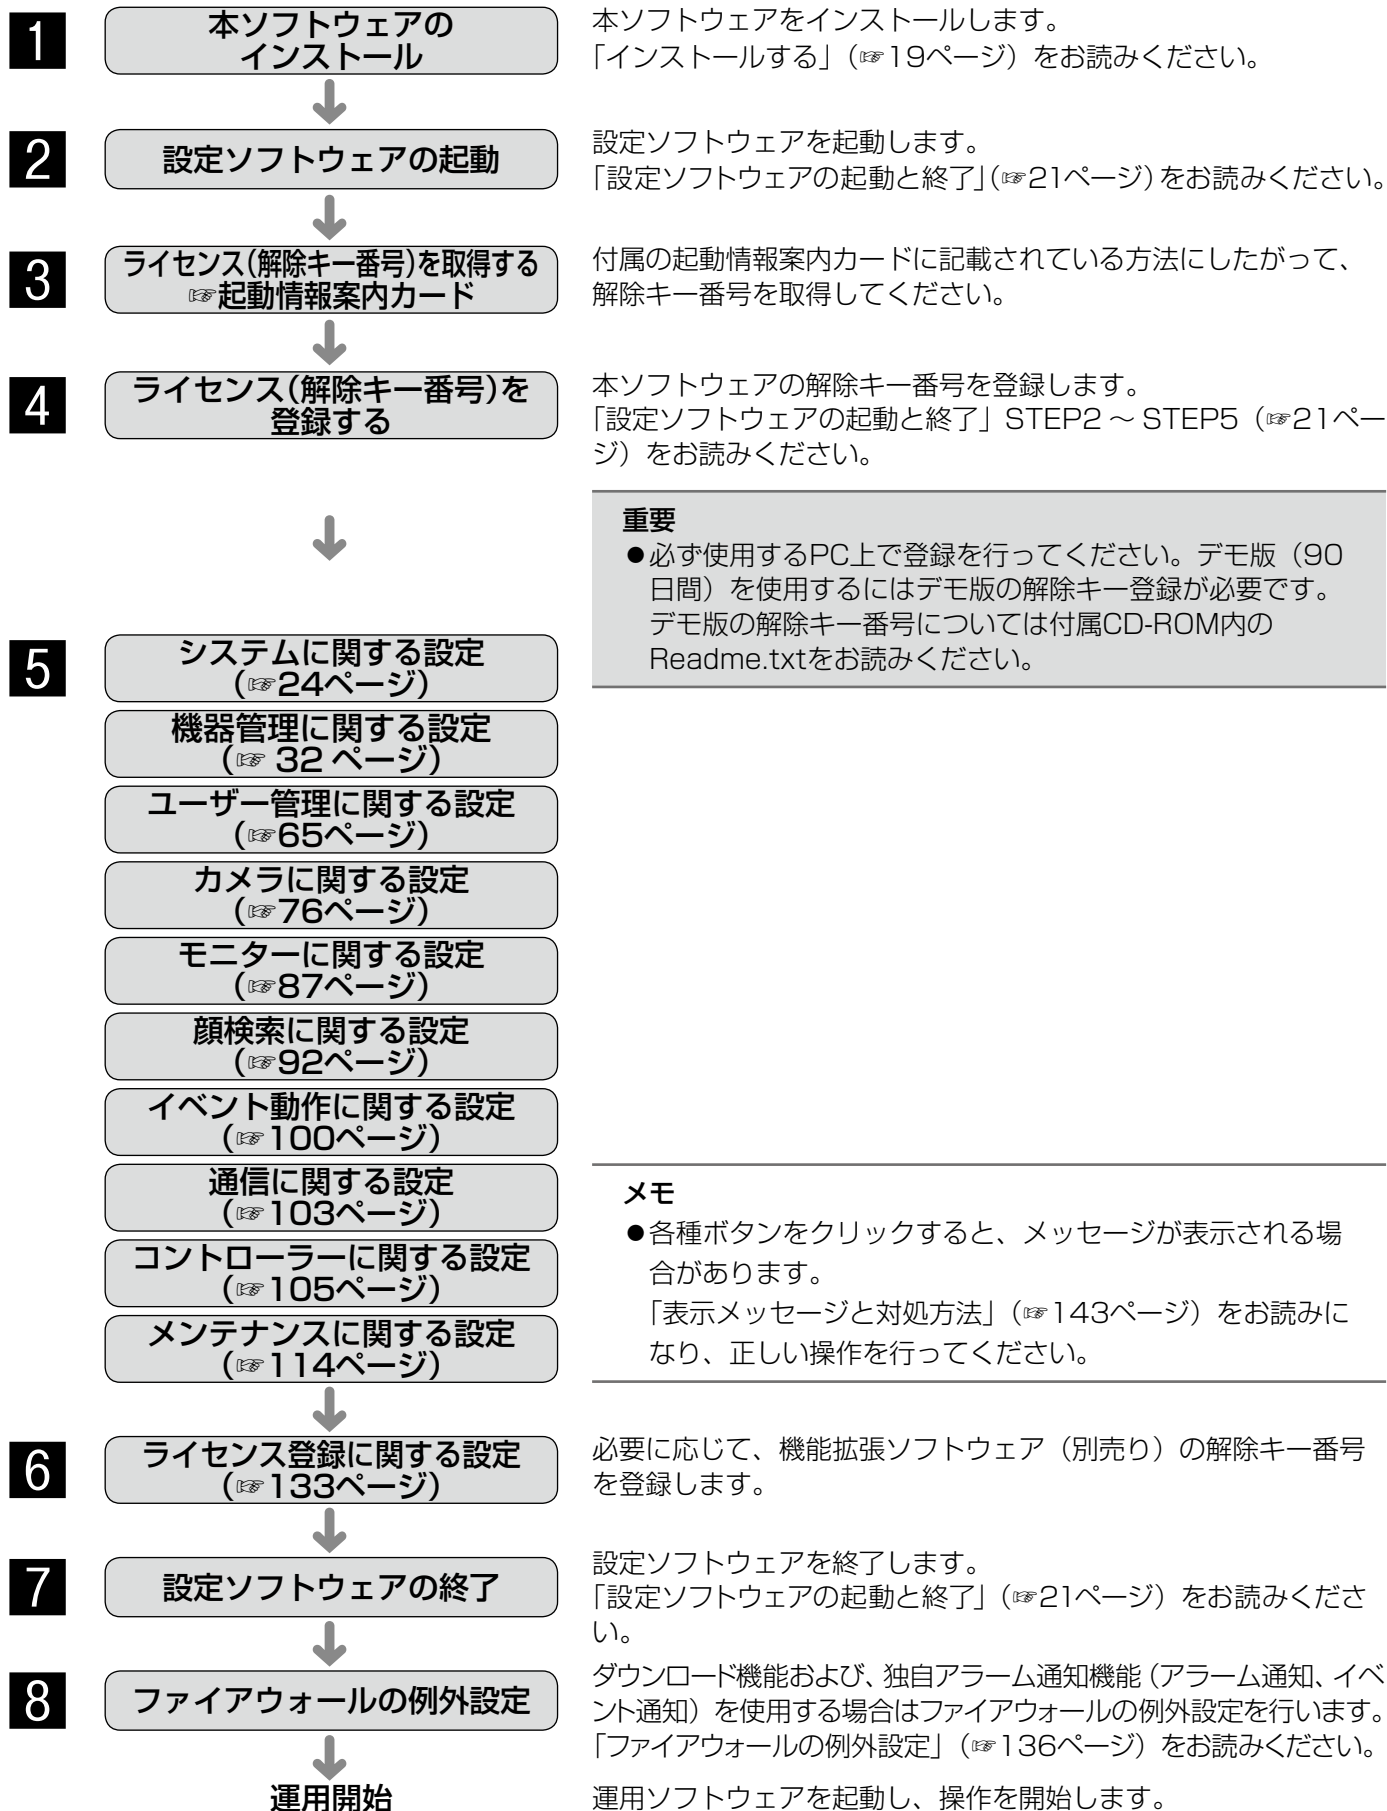 1
本ソフトウェアの
インストール
本ソフトウェアをインストールします。
「インストールする」（☞19ページ）をお読みください。
2
設定ソフトウェアの起動
設定ソフトウェアを起動します。
「設定ソフトウェアの起動と終了」（☞21ページ）をお読みください。
3
ライセンス（解除キー番号）を取得する
☞起動情報案内カード
付属の起動情報案内カードに記載されている方法にしたがって、
解除キー番号を取得してください。
4
ライセンス（解除キー番号）を
登録する
本ソフトウェアの解除キー番号を登録します。
「設定ソフトウェアの起動と終了」STEP2 ～ STEP5（☞21ペー
ジ）をお読みください。
重要
●必ず使用するPC上で登録を行ってください。デモ版（90
日間）を使用するにはデモ版の解除キー登録が必要です。
デモ版の解除キー番号については付属CD-ROM内の
Readme.txtをお読みください。
5
システムに関する設定
（☞24ページ）
機器管理に関する設定
（☞ 32 ページ）
ユーザー管理に関する設定
（☞65ページ）
カメラに関する設定
（☞76ページ）
モニターに関する設定
（☞87ページ）
顔検索に関する設定
（☞92ページ）
イベント動作に関する設定
（☞100ページ）
通信に関する設定
（☞103ページ）
コントローラーに関する設定
（☞105ページ）
メンテナンスに関する設定
（☞114ページ）
メモ
●各種ボタンをクリックすると、メッセージが表示される場
合があります。
「表示メッセージと対処方法」（☞143ページ）をお読みに
なり、正しい操作を行ってください。
6
ライセンス登録に関する設定
（☞133ページ）
必要に応じて、機能拡張ソフトウェア（別売り）の解除キー番号
を登録します。
7
設定ソフトウェアの終了
設定ソフトウェアを終了します。
「設定ソフトウェアの起動と終了」（☞21ページ）をお読みくださ
い。
8
ファイアウォールの例外設定
ダウンロード機能および、独自アラーム通知機能（アラーム通知、イベ
ント通知）を使用する場合はファイアウォールの例外設定を行います。
「ファイアウォールの例外設定」（☞136ページ）をお読みください。
運用開始
運用ソフトウェアを起動し、操作を開始します。